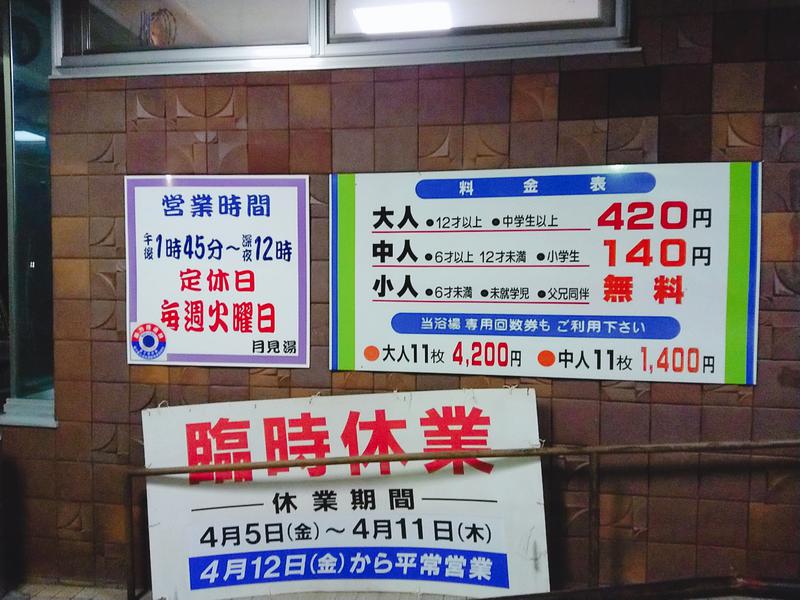 営業時間
午後1時45分〜深夜12時
定休日
毎週火曜日
月見湯
料金表
大人 ●12才以上 ●中学生以上 420円
中人 ●6才以上 12才未満 ●小学生 140円
小人 ●6才未満 ●未就学児 ●父兄同伴 無料
当浴場 専用回数券も ご利用下さい
●大人11枚 4,200円 ●中人11枚 1,400円
臨時休業
休業期間
4月5日(金)〜4月11日(木)
4月12日(金)から平常営業